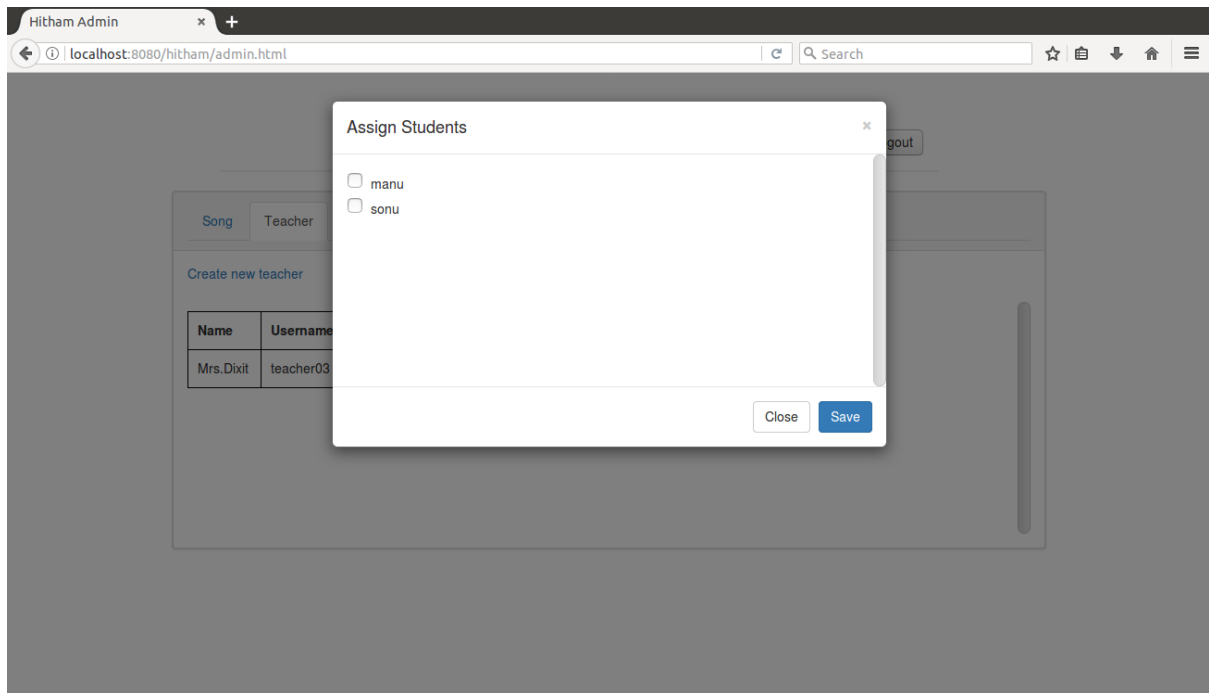 Hitham Admin
localhost:8080/hitham/admin.html
Search
Assign Students
gout
manu
sonu
Song Teacher
Create new teacher
Name Username
Mrs.Dixit teacher03
Close Save